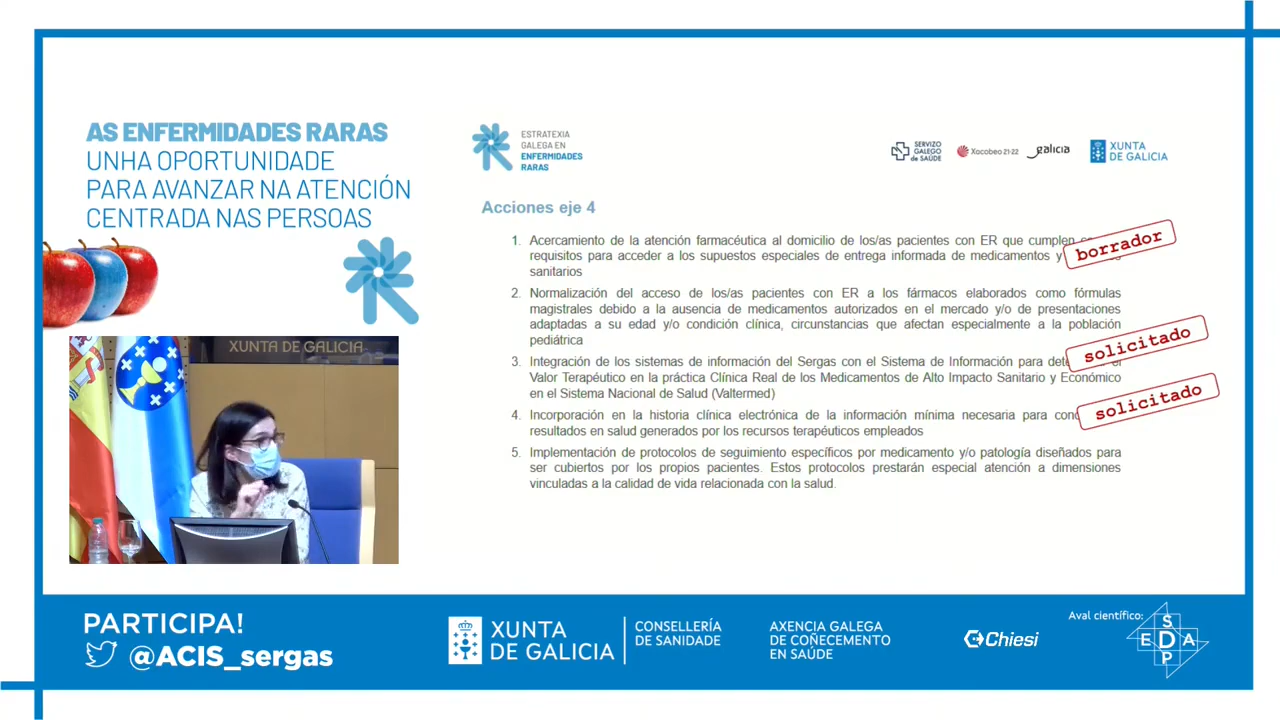 AS ENFERMIDADES RARAS
UNHA OPORTUNIDADE
PARA AVANZAR NA ATENCIÓN
CENTRADA NAS PERSOAS
XUNTA DE GALICIA
ESTRATEXIA
GALEGA EN
ENFERMIDADES
RARAS
SERVIZO
GALEGO
de SAÚDE
Xacobeo 21·22
galicia
XUNTA
DE GALICIA
Acciones eje 4
1. Acercamiento de la atención farmacéutica al domicilio de los/as pacientes con ER que cumplen
requisitos para acceder a los supuestos especiales de entrega informada de medicamentos y
sanitarios
borrador
2. Normalización del acceso de los/as pacientes con ER a los fármacos elaborados como fórmulas
magistrales debido a la ausencia de medicamentos autorizados en el mercado y/o de presentaciones
adaptadas a su edad y/o condición clínica, circunstancias que afectan especialmente a la población
pediátrica
3. Integración de los sistemas de información del Sergas con el Sistema de Información para
Valor Terapéutico en la práctica Clínica Real de los Medicamentos de Alto Impacto Sanitario y Económico
en el Sistema Nacional de Salud (Valtermed)
solicitado
4. Incorporación en la historia clínica electrónica de la información mínima necesaria para
resultados en salud generados por los recursos terapéuticos empleados
solicitado
5. Implementación de protocolos de seguimiento específicos por medicamento y/o patología diseñados para
ser cubiertos por los propios pacientes. Estos protocolos prestarán especial atención a dimensiones
vinculadas a la calidad de vida relacionada con la salud.
PARTICIPA!
@ACIS_sergas
XUNTA
DE GALICIA
CONSELLERÍA
DE SANIDADE
AXENCIA GALEGA
DE COÑECEMENTO
EN SAÚDE
Chiesi
Aval científico:
S
E D A
P